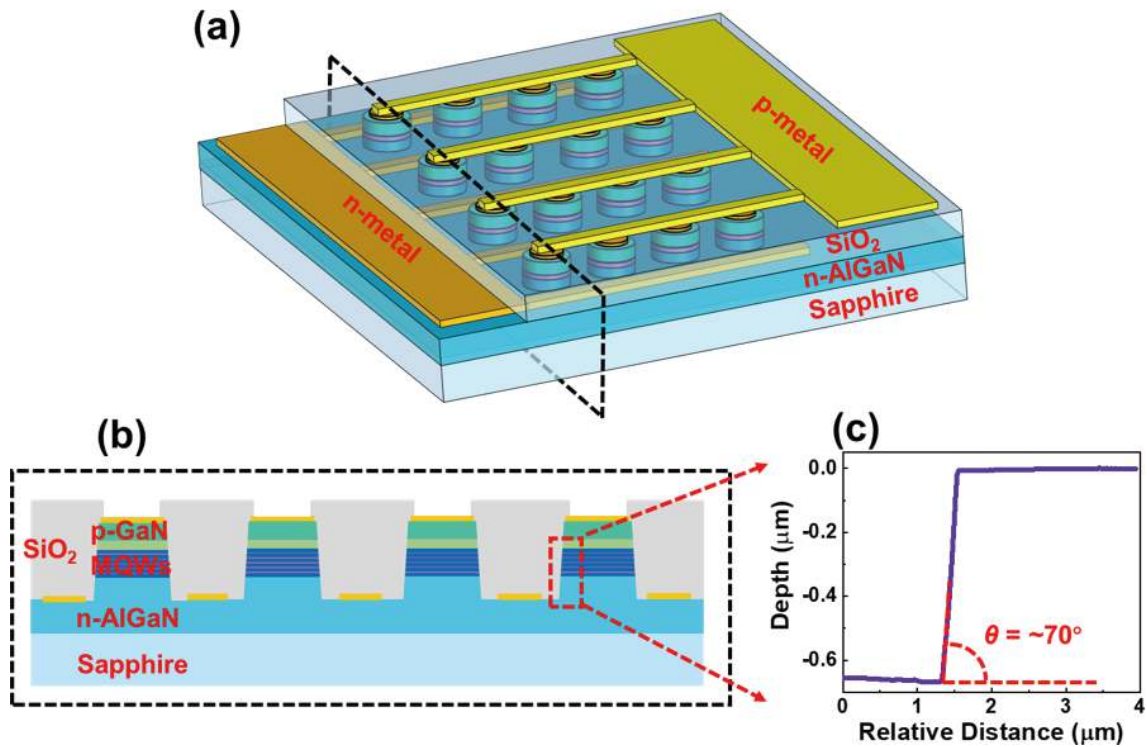 (a)
p-metal
n-metal
SiO₂
n-AlGaN
Sapphire
(b)
p-GaN
SiO₂
MQWs
n-AlGaN
Sapphire
(c)
0.0
-0.2
-0.4
-0.6
Depth (μm)
θ = ~70°
0 1 2 3 4
Relative Distance (μm)